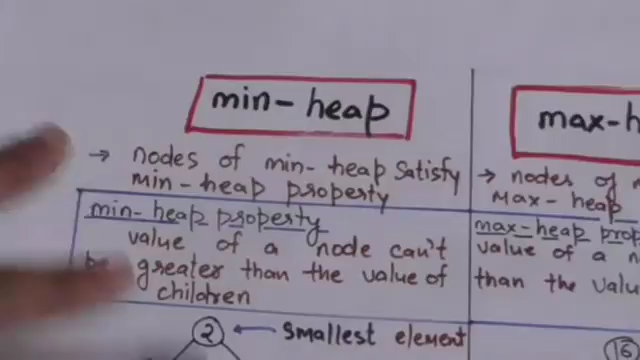 min-heap
→ nodes of min-heap satisfy
min-heap property
min-heap property
value of a node can't
greater than the value of
children
2 ← Smallest element
max-h
→ nodes of
Max-heap
max-heap prop
value of a n
than the valu